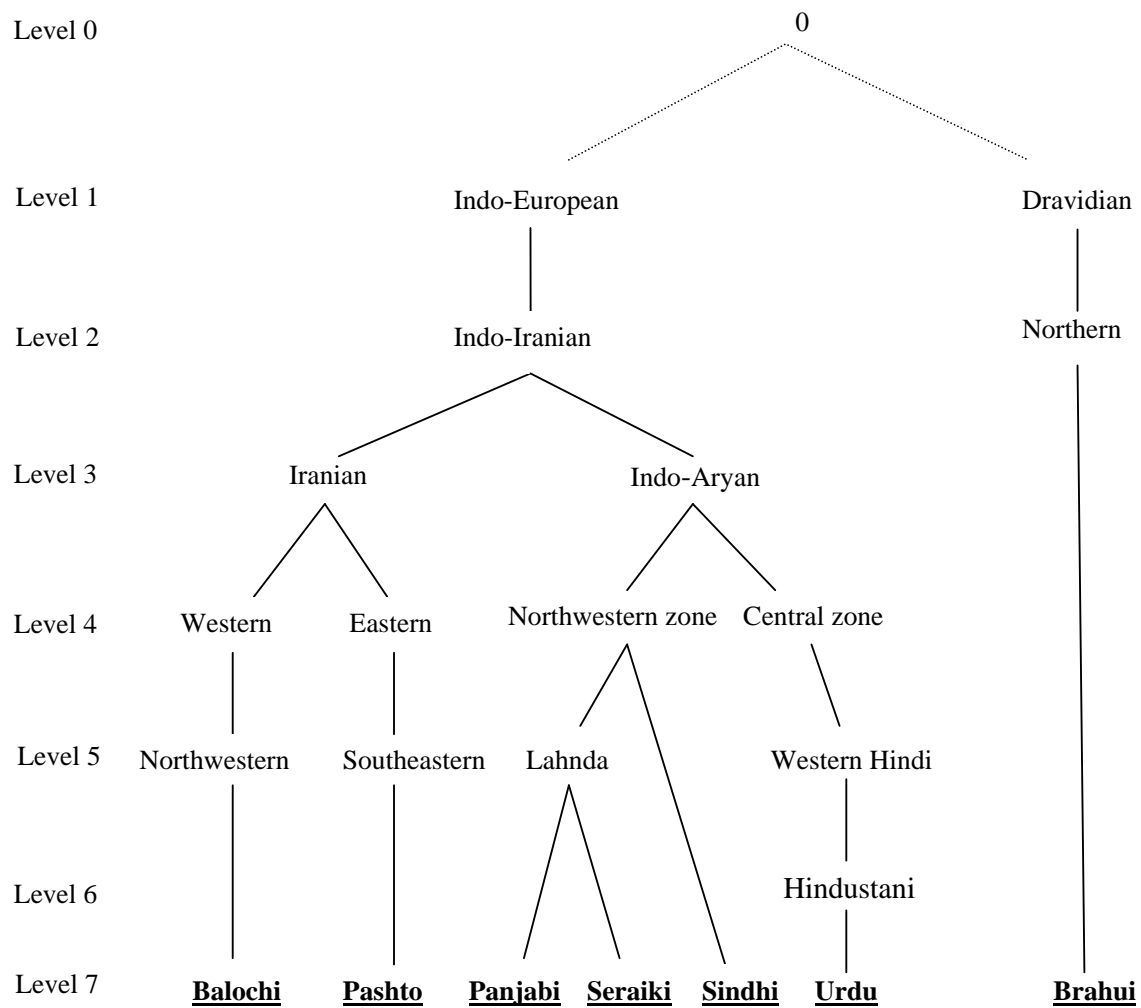 Level 0 0
Level 1 Indo-European Dravidian
Level 2 Indo-Iranian Northern
Level 3 Iranian Indo-Aryan
Level 4 Western Eastern Northwestern zone Central zone
Level 5 Northwestern Southeastern Lahnda Western Hindi
Level 6 Hindustani
Level 7 Balochi Pashto Panjabi Seraiki Sindhi Urdu Brahui